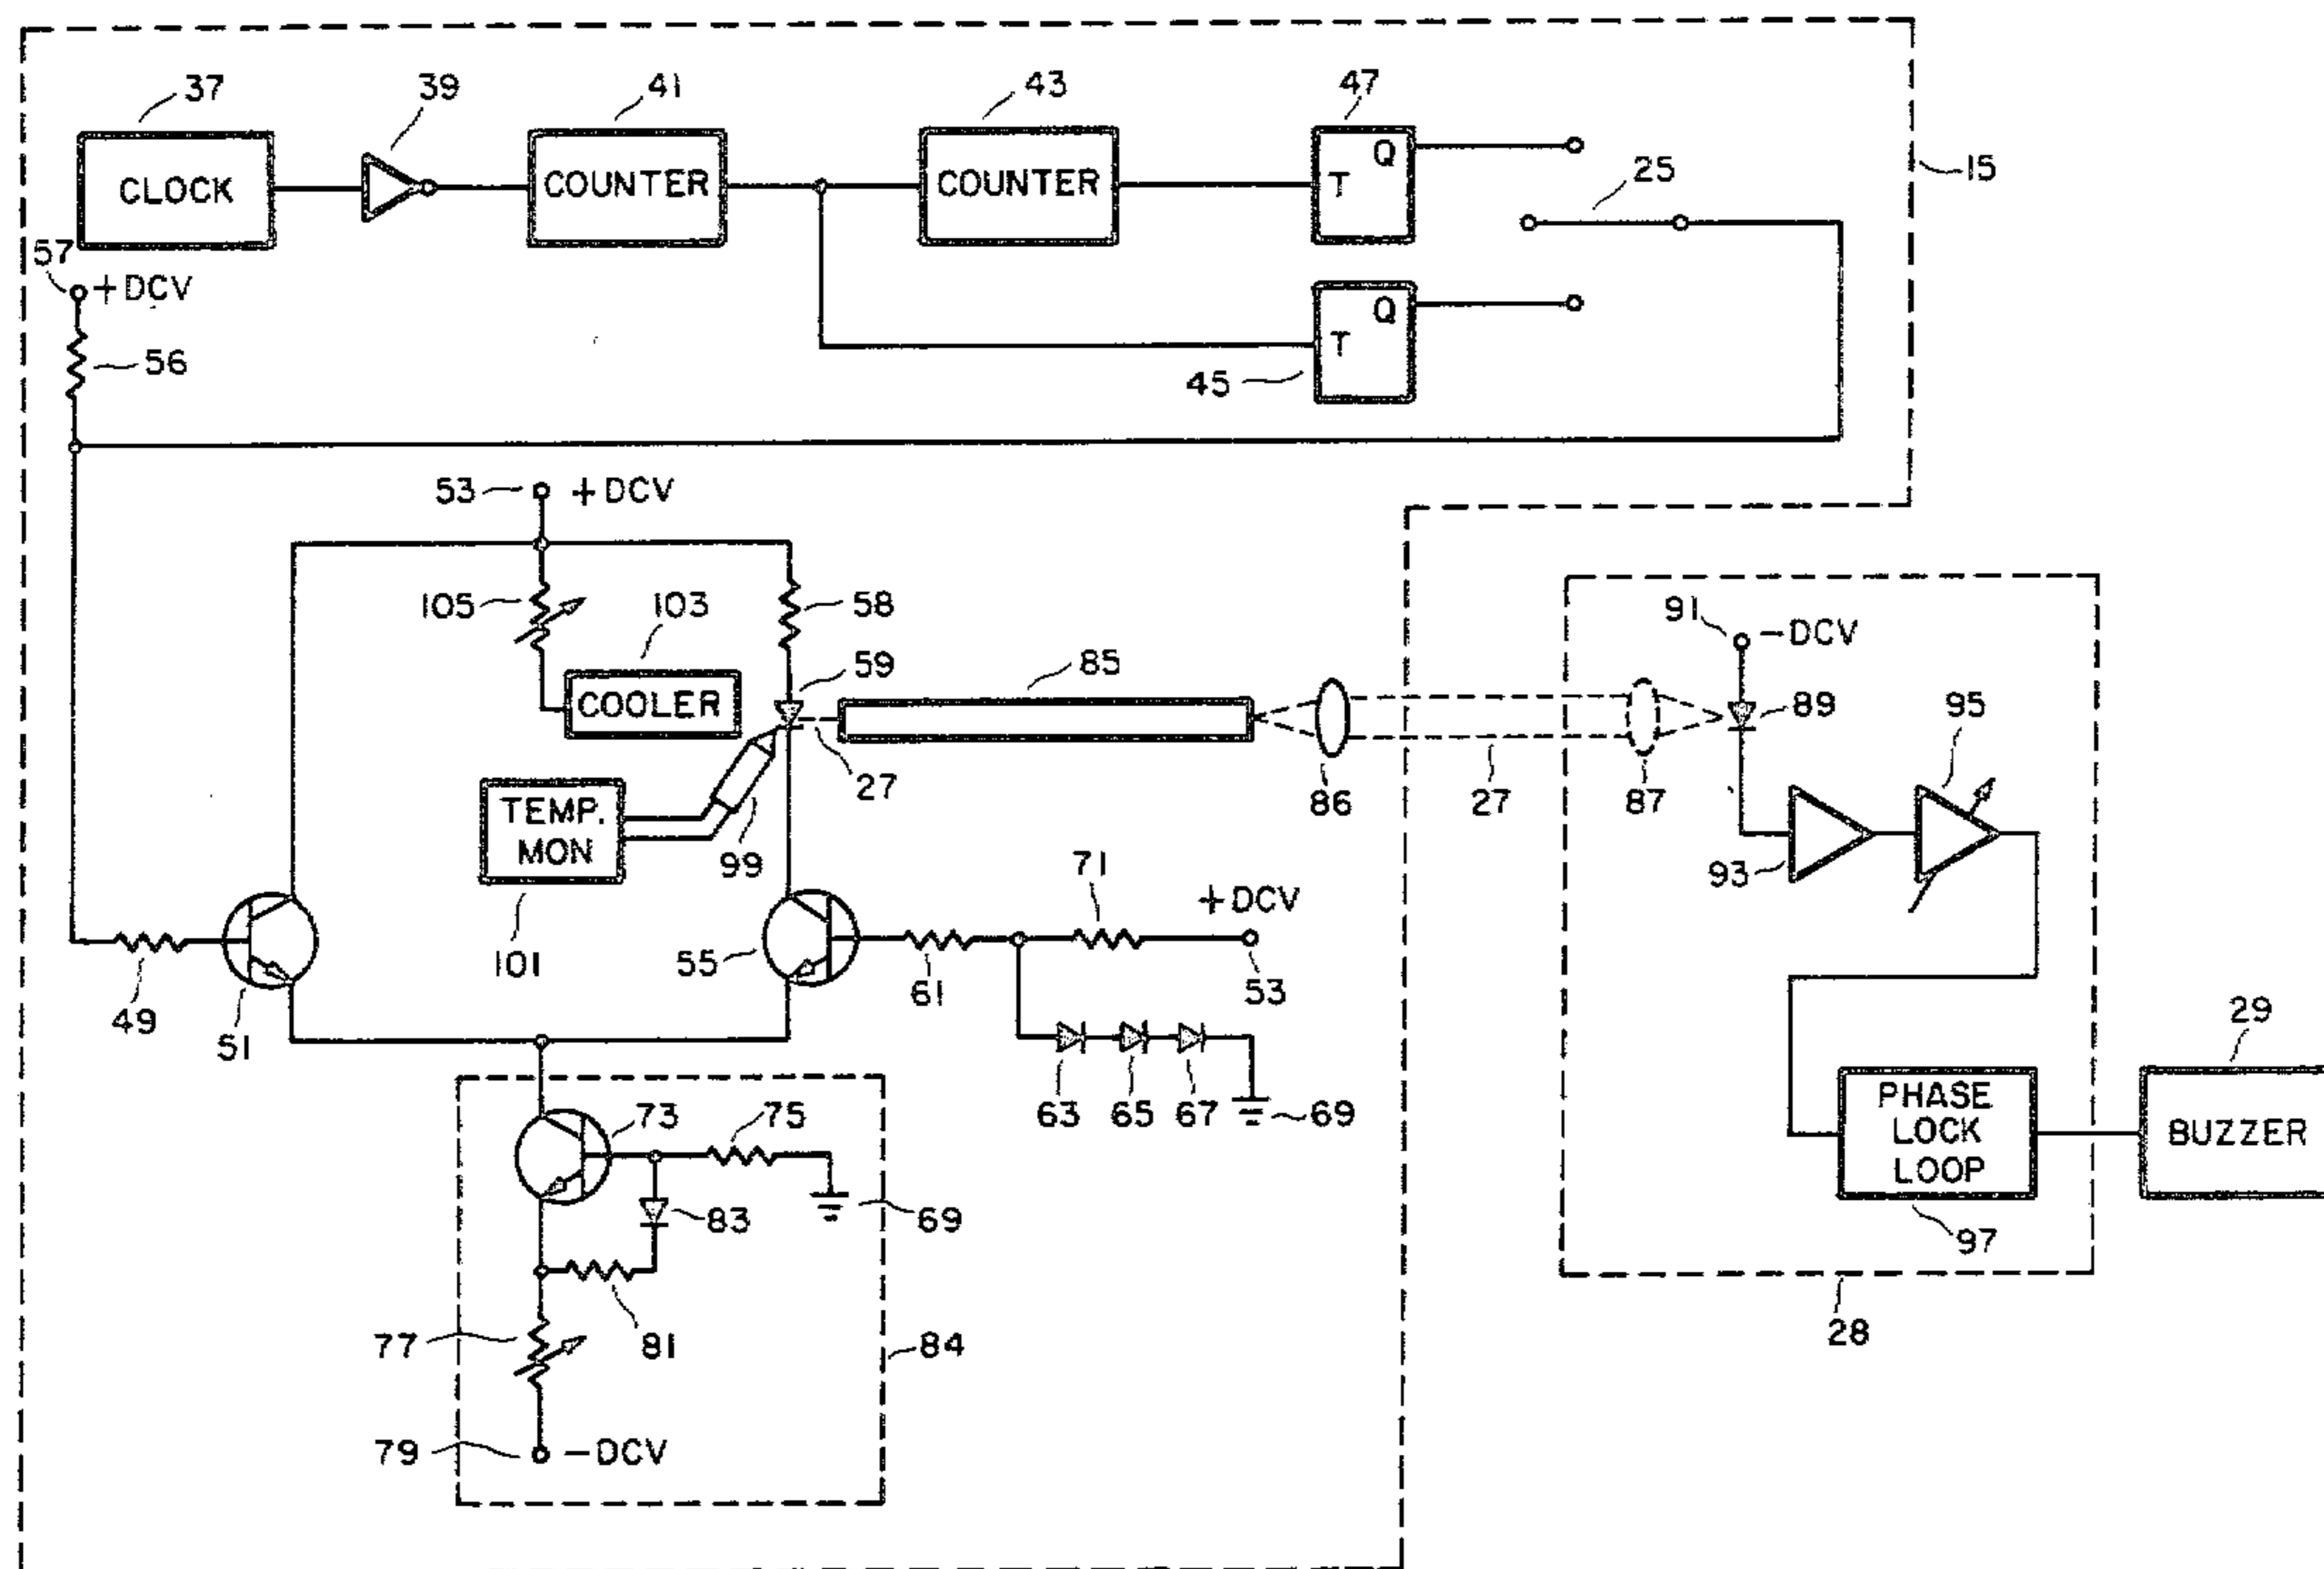 37
39
41
43
47
CLOCK
COUNTER
COUNTER
T
Q
25
15
57
+DCV
56
T
Q
45
53
+DCV
105
103
58
59
COOLER
85
27
86
27
87
91
-DCV
89
95
93
TEMP.
MON
101
99
49
51
55
61
71
+DCV
53
63
65
67
69
73
75
83
69
77
81
84
79
-DCV
PHASE
LOCK
LOOP
97
28
29
BUZZER